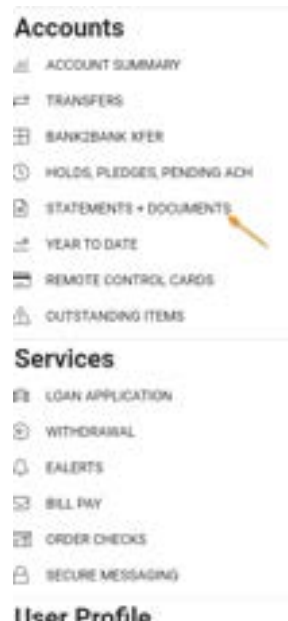 Accounts
ACCOUNT SUMMARY
TRANSFERS
BANK2BANK XFER
HOLDS, PLEDGES, PENDING ACH
STATEMENTS + DOCUMENTS
YEAR TO DATE
REMOTE CONTROL CARDS
OUTSTANDING ITEMS
Services
LOAN APPLICATION
WITHDRAWAL
EALERTS
BILL PAY
ORDER CHECKS
SECURE MESSAGING
User Profile